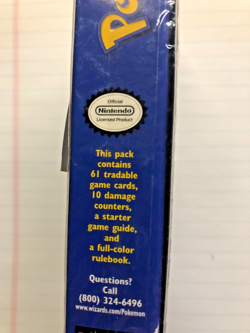 Po
Official
Nintendo
Licensed Product
This pack
contains
61 tradable
game cards,
10 damage
counters,
a starter
game guide,
and
a full-color
rulebook.
Questions?
Call
(800) 324-6496
www.wizards.com/Pokemon